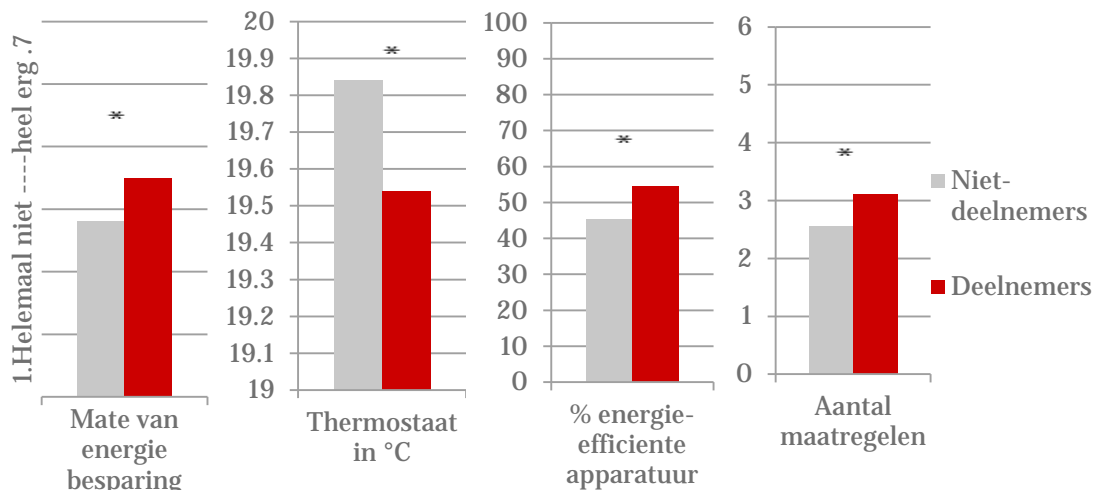 1.Helemaal niet ----heel erg .7
*
Mate van
energie
besparing
20
19.9
19.8
19.7
19.6
19.5
19.4
19.3
19.2
19.1
19
*
Thermostaat
in °C
100
90
80
70
60
50
40
30
20
10
0
*
% energie-
efficiente
apparatuur
6
5
4
3
2
1
0
*
Aantal
maatregelen
Niet-
deelnemers
Deelnemers